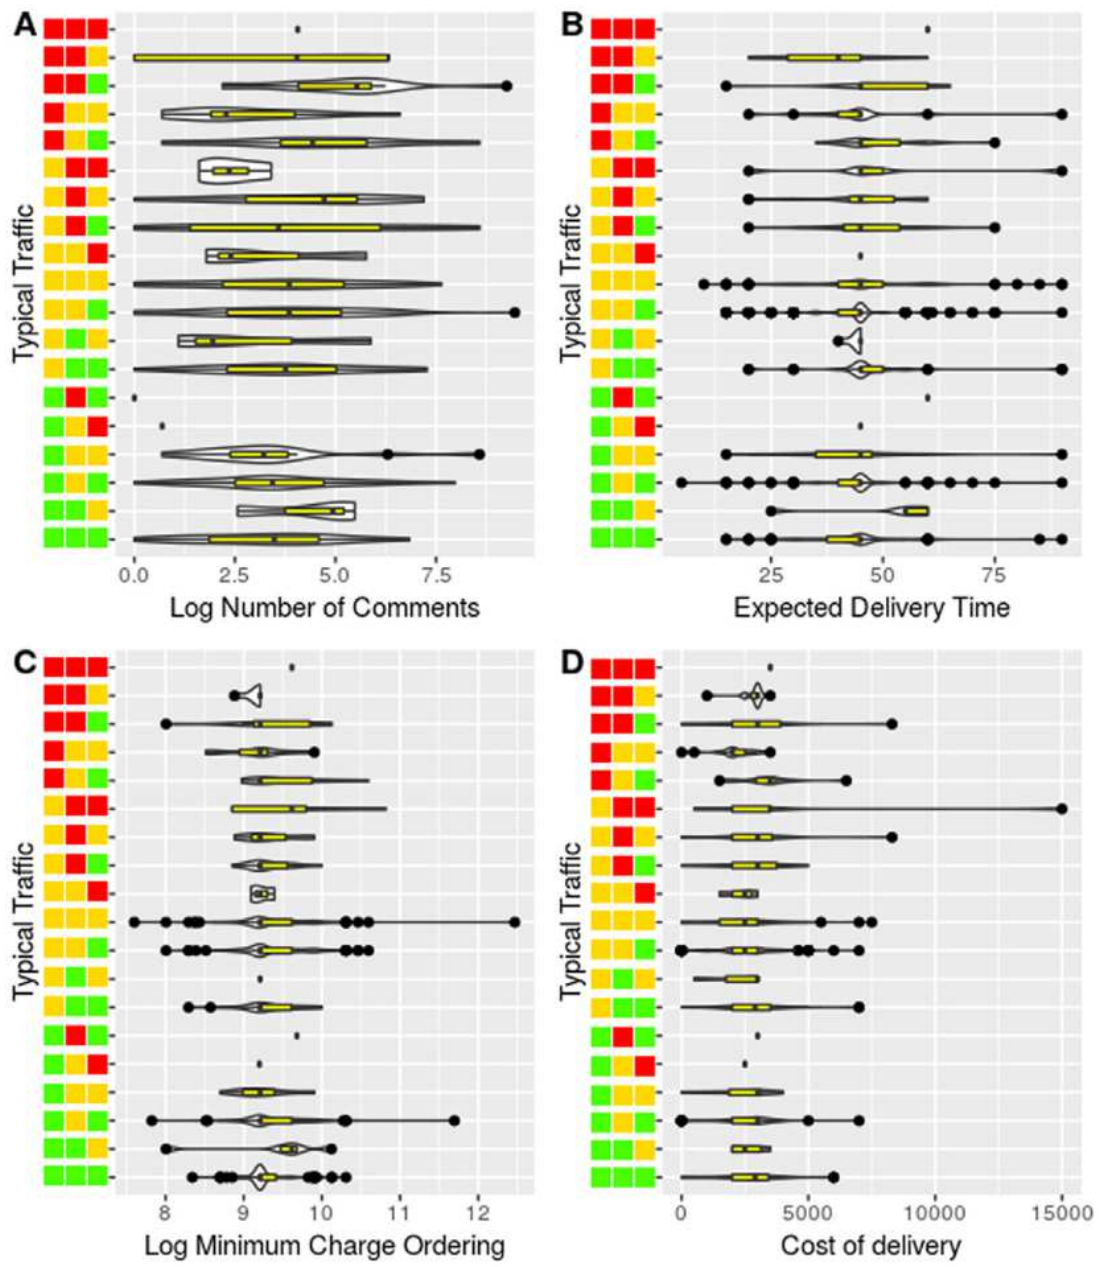 A
B
Typical Traffic
Typical Traffic
0.0 2.5 5.0 7.5
25 50 75
Log Number of Comments
Expected Delivery Time
C
D
Typical Traffic
Typical Traffic
8 9 10 11 12
0 5000 10000 15000
Log Minimum Charge Ordering
Cost of delivery